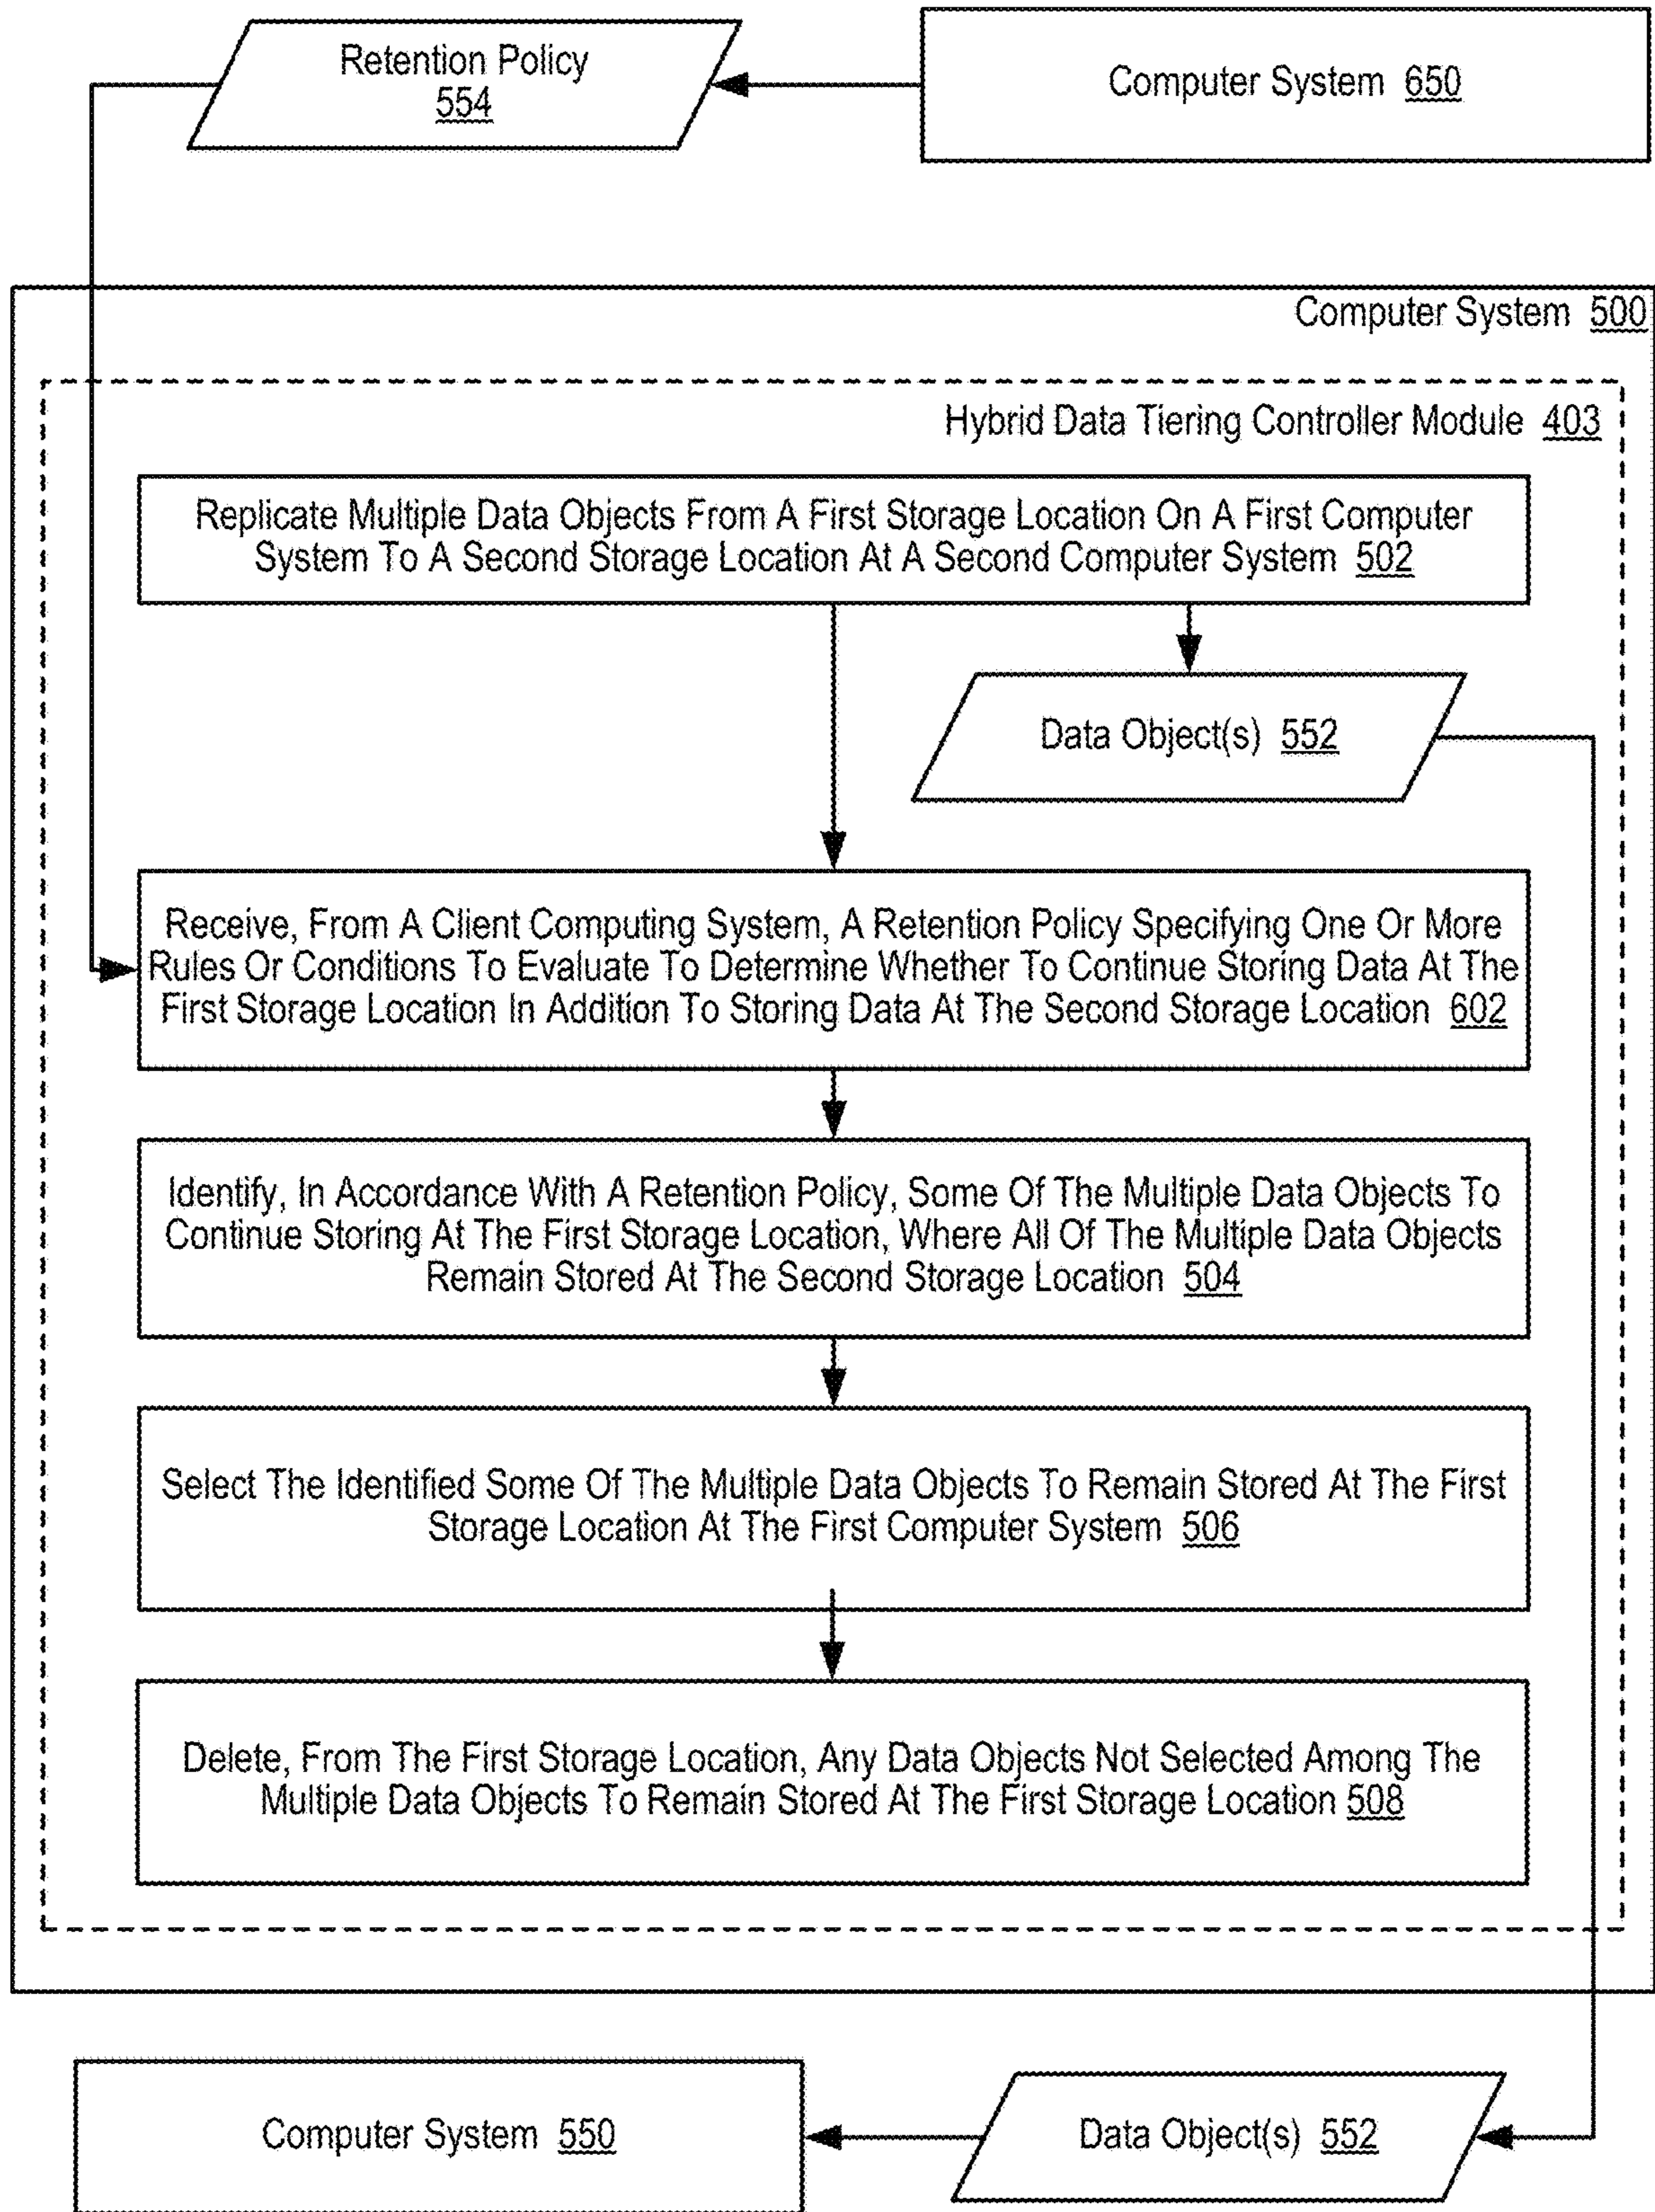 Retention Policy
554
Computer System 650
Computer System 500
Hybrid Data Tiering Controller Module 403
Replicate Multiple Data Objects From A First Storage Location On A First Computer
System To A Second Storage Location At A Second Computer System 502
Data Object(s) 552
Receive, From A Client Computing System, A Retention Policy Specifying One Or More
Rules Or Conditions To Evaluate To Determine Whether To Continue Storing Data At The
First Storage Location In Addition To Storing Data At The Second Storage Location 602
Identify, In Accordance With A Retention Policy, Some Of The Multiple Data Objects To
Continue Storing At The First Storage Location, Where All Of The Multiple Data Objects
Remain Stored At The Second Storage Location 504
Select The Identified Some Of The Multiple Data Objects To Remain Stored At The First
Storage Location At The First Computer System 506
Delete, From The First Storage Location, Any Data Objects Not Selected Among The
Multiple Data Objects To Remain Stored At The First Storage Location 508
Computer System 550
Data Object(s) 552